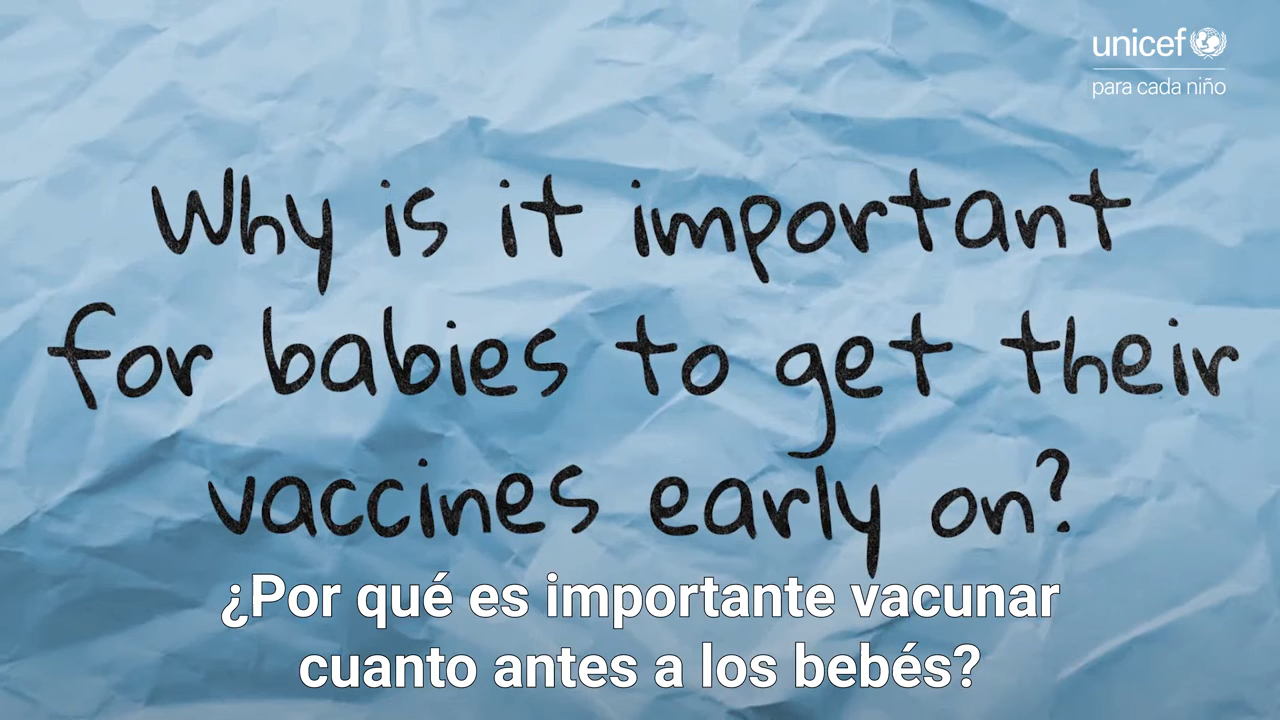 unicef
para cada niño
Why is it important
for babies to get their
vaccines early on?
¿Por qué es importante vacunar
cuanto antes a los bebés?